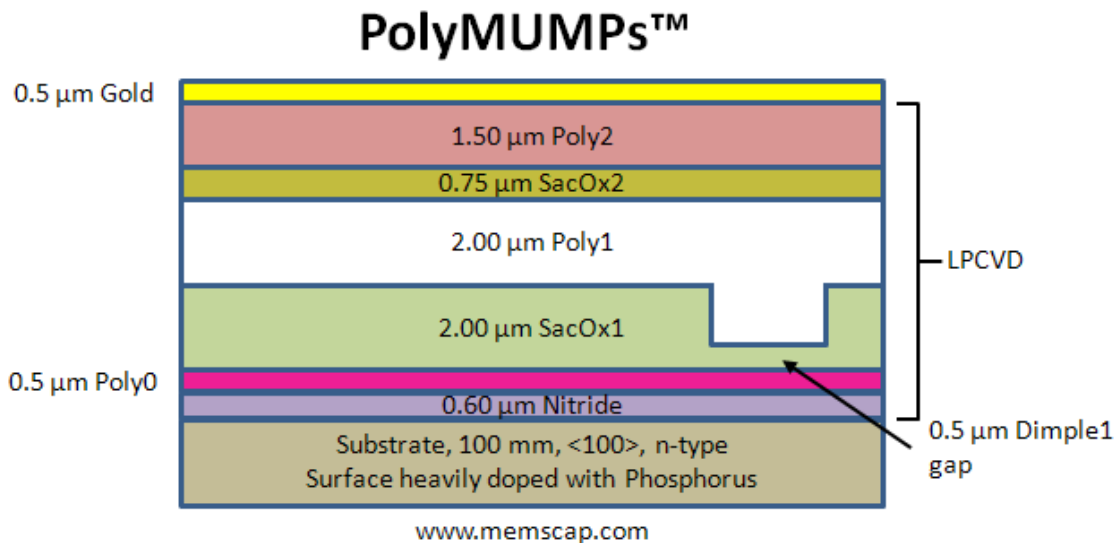 PolyMUMPs™
0.5 µm Gold
1.50 µm Poly2
0.75 µm SacOx2
2.00 µm Poly1
LPCVD
2.00 µm SacOx1
0.5 µm Poly0
0.60 µm Nitride
0.5 µm Dimple1
gap
Substrate, 100 mm, <100>, n-type
Surface heavily doped with Phosphorus
www.memscap.com